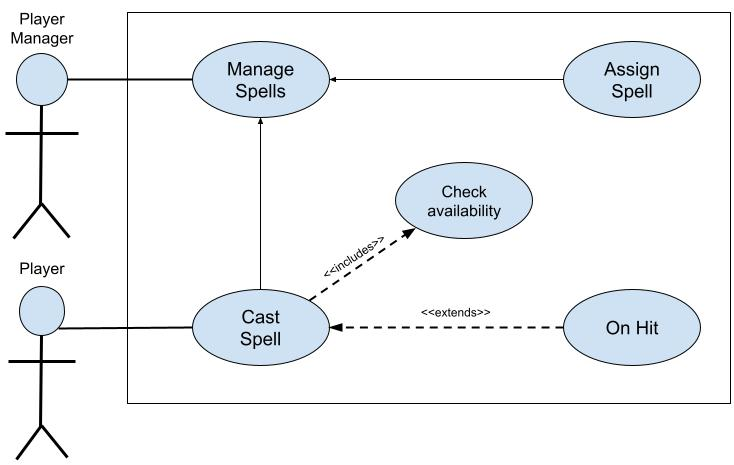 Player
Manager
Manage
Spells
Assign
Spell
Check
availability
<<includes>>
Player
Cast
Spell
<<extends>>
On Hit